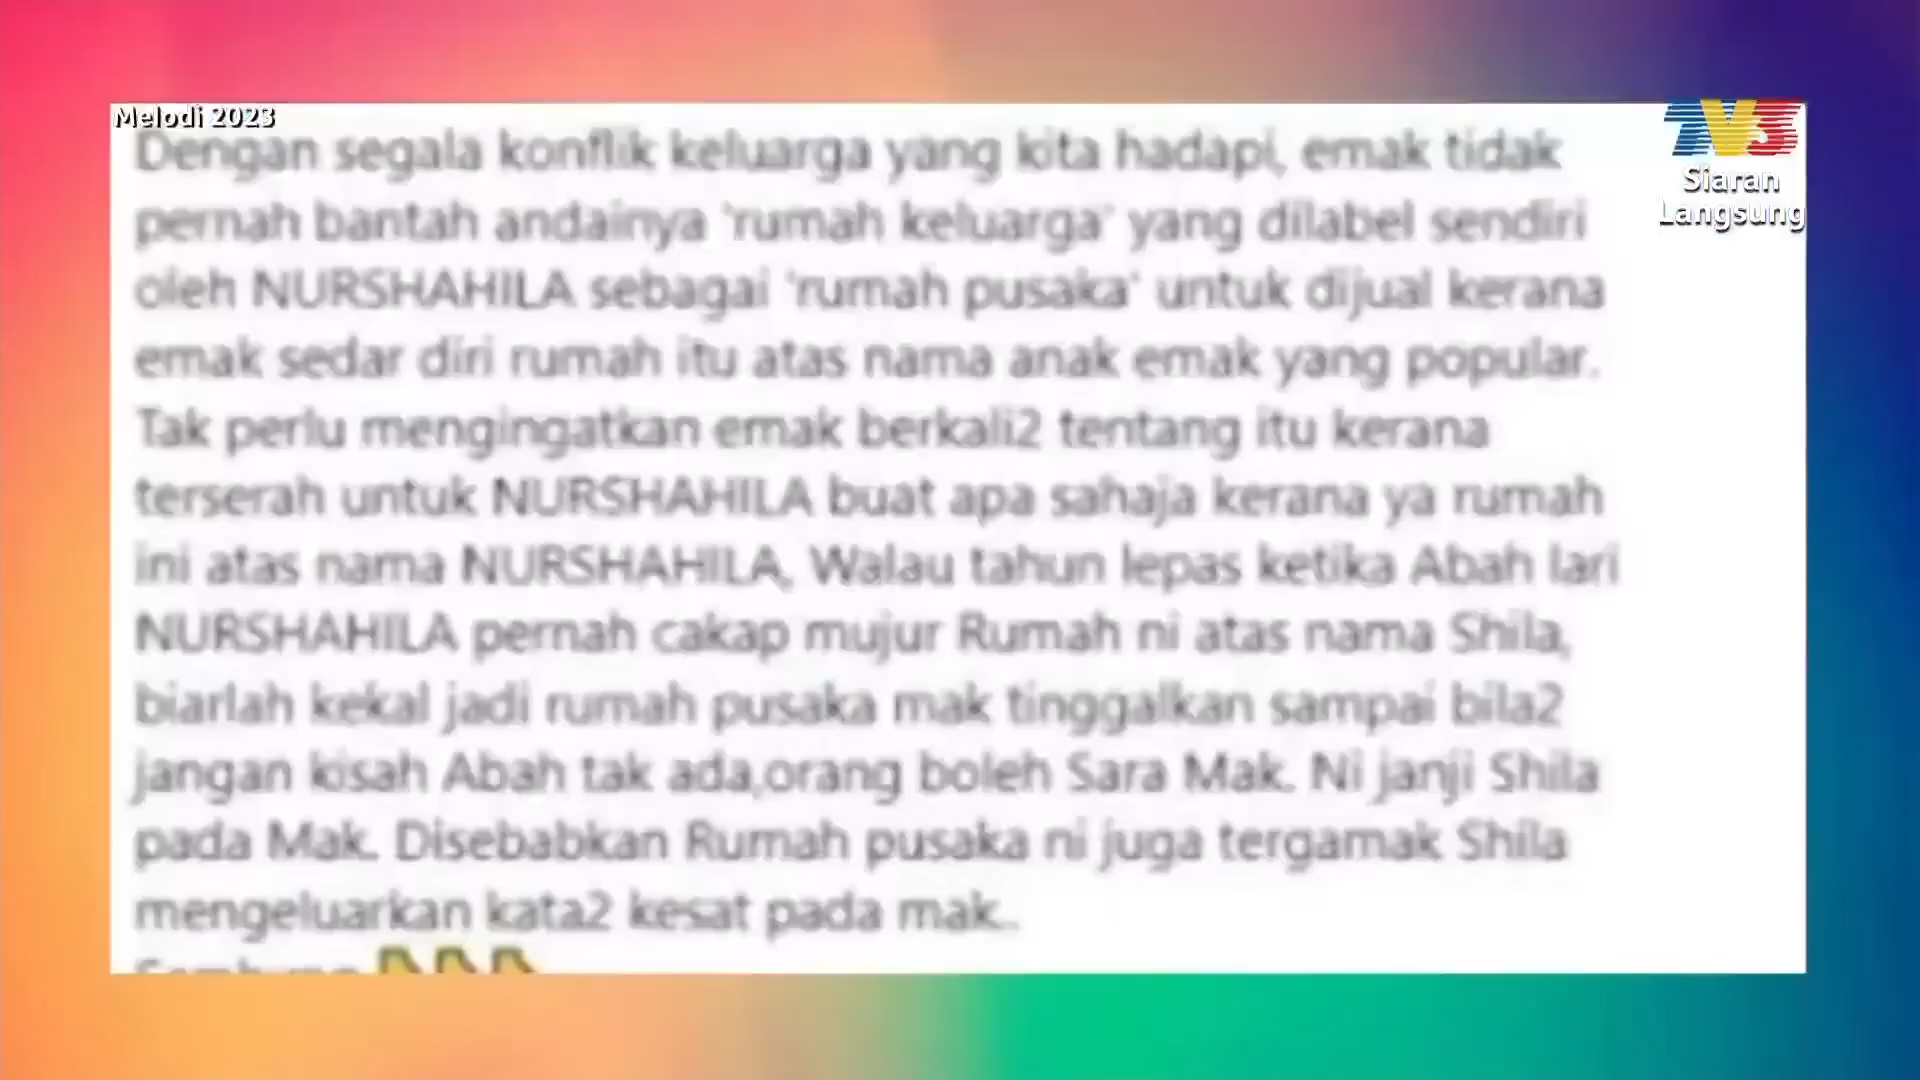 Melodi 2023
TV3
Siaran
Langsung
Dengan segala konflik keluarga yang kita hadapi, emak tidak
pernah bantah andainya 'rumah keluarga' yang dilabel sendiri
oleh NURSHAHILA sebagai 'rumah pusaka' untuk dijual kerana
emak sedar diri rumah itu atas nama anak emak yang popular.
Tak perlu mengingatkan emak berkali2 tentang itu kerana
terserah untuk NURSHAHILA buat apa sahaja kerana ya rumah
ini atas nama NURSHAHILA, Walau tahun lepas ketika Abah lari
NURSHAHILA pernah cakap mujur Rumah ni atas nama Shila,
biarlah kekal jadi rumah pusaka mak tinggalkan sampai bila2
jangan kisah Abah tak ada,orang boleh Sara Mak. Ni janji Shila
pada Mak. Disebabkan Rumah pusaka ni juga tergamak Shila
mengeluarkan kata2 kesat pada mak..